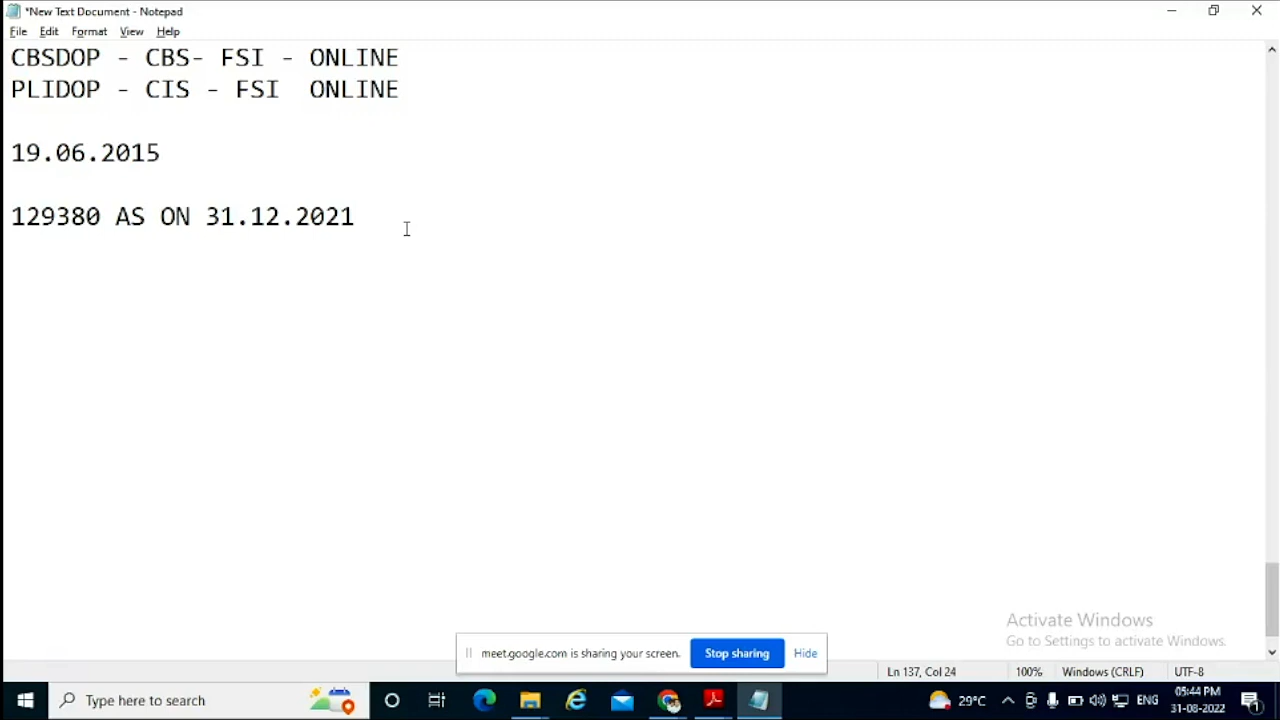 *New Text Document - Notepad
File Edit Format View Help
CBSDOP - CBS- FSI - ONLINE
PLIDOP - CIS - FSI  ONLINE
19.06.2015
129380 AS ON 31.12.2021
Activate Windows
Go to Settings to activate Windows.
meet.google.com is sharing your screen. Stop sharing Hide
Ln 137, Col 24 100% Windows (CRLF) UTF-8
Type here to search 29°C ENG 05:44 PM
31-08-2022 1